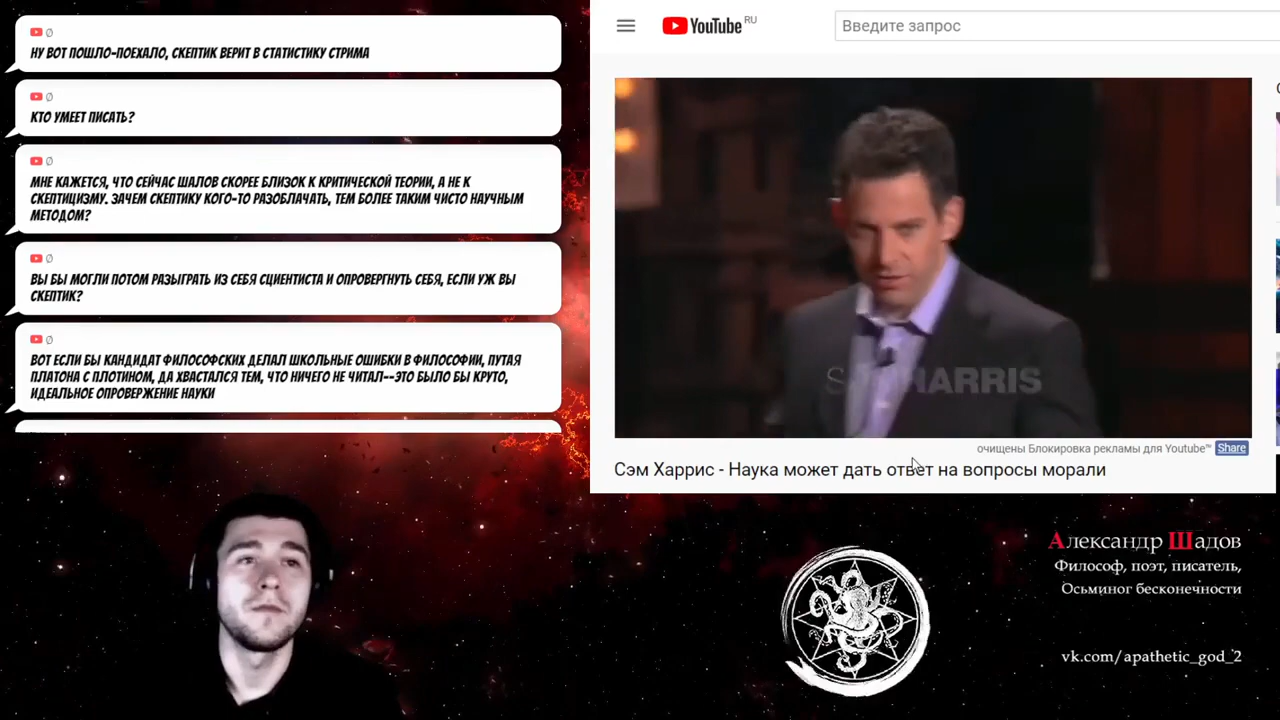 Ø
НУ ВОТ ПОШЛО-ПОЕХАЛО, СКЕПТИК ВЕРИТ В СТАТИСТИКУ СТРИМА
Ø
КТО УМЕЕТ ПИСАТЬ?
Ø
МНЕ КАЖЕТСЯ, ЧТО СЕЙЧАС ШАЛОВ СКОРЕЕ БЛИЗОК К КРИТИЧЕСКОЙ ТЕОРИИ, А НЕ К
СКЕПТИЦИЗМУ. ЗАЧЕМ СКЕПТИКУ КОГО-ТО РАЗОБЛАЧАТЬ, ТЕМ БОЛЕЕ ТАКИМ ЧИСТО НАУЧНЫМ
МЕТОДОМ?
Ø
ВЫ БЫ МОГЛИ ПОТОМ РАЗЫГРАТЬ ИЗ СЕБЯ СЦИЕНТИСТА И ОПРОВЕРГНУТЬ СЕБЯ, ЕСЛИ УЖ ВЫ
СКЕПТИК?
Ø
ВОТ ЕСЛИ БЫ КАНДИДАТ ФИЛОСОФСКИХ ДЕЛАЛ ШКОЛЬНЫЕ ОШИБКИ В ФИЛОСОФИИ, ПУТАЯ
ПЛАТОНА С ПЛОТИНОМ, ДА ХВАСТАЛСЯ ТЕМ, ЧТО НИЧЕГО НЕ ЧИТАЛ--ЭТО БЫЛО БЫ КРУТО,
ИДЕАЛЬНОЕ ОПРОВЕРЖЕНИЕ НАУКИ
YouTube RU
Введите запрос
HARRIS
очищены Блокировка рекламы для Youtube™ Share
Сэм Харрис - Наука может дать ответ на вопросы морали
Александр Шадов
Философ, поэт, писатель,
Осьминог бесконечности
vk.com/apathetic_god_2